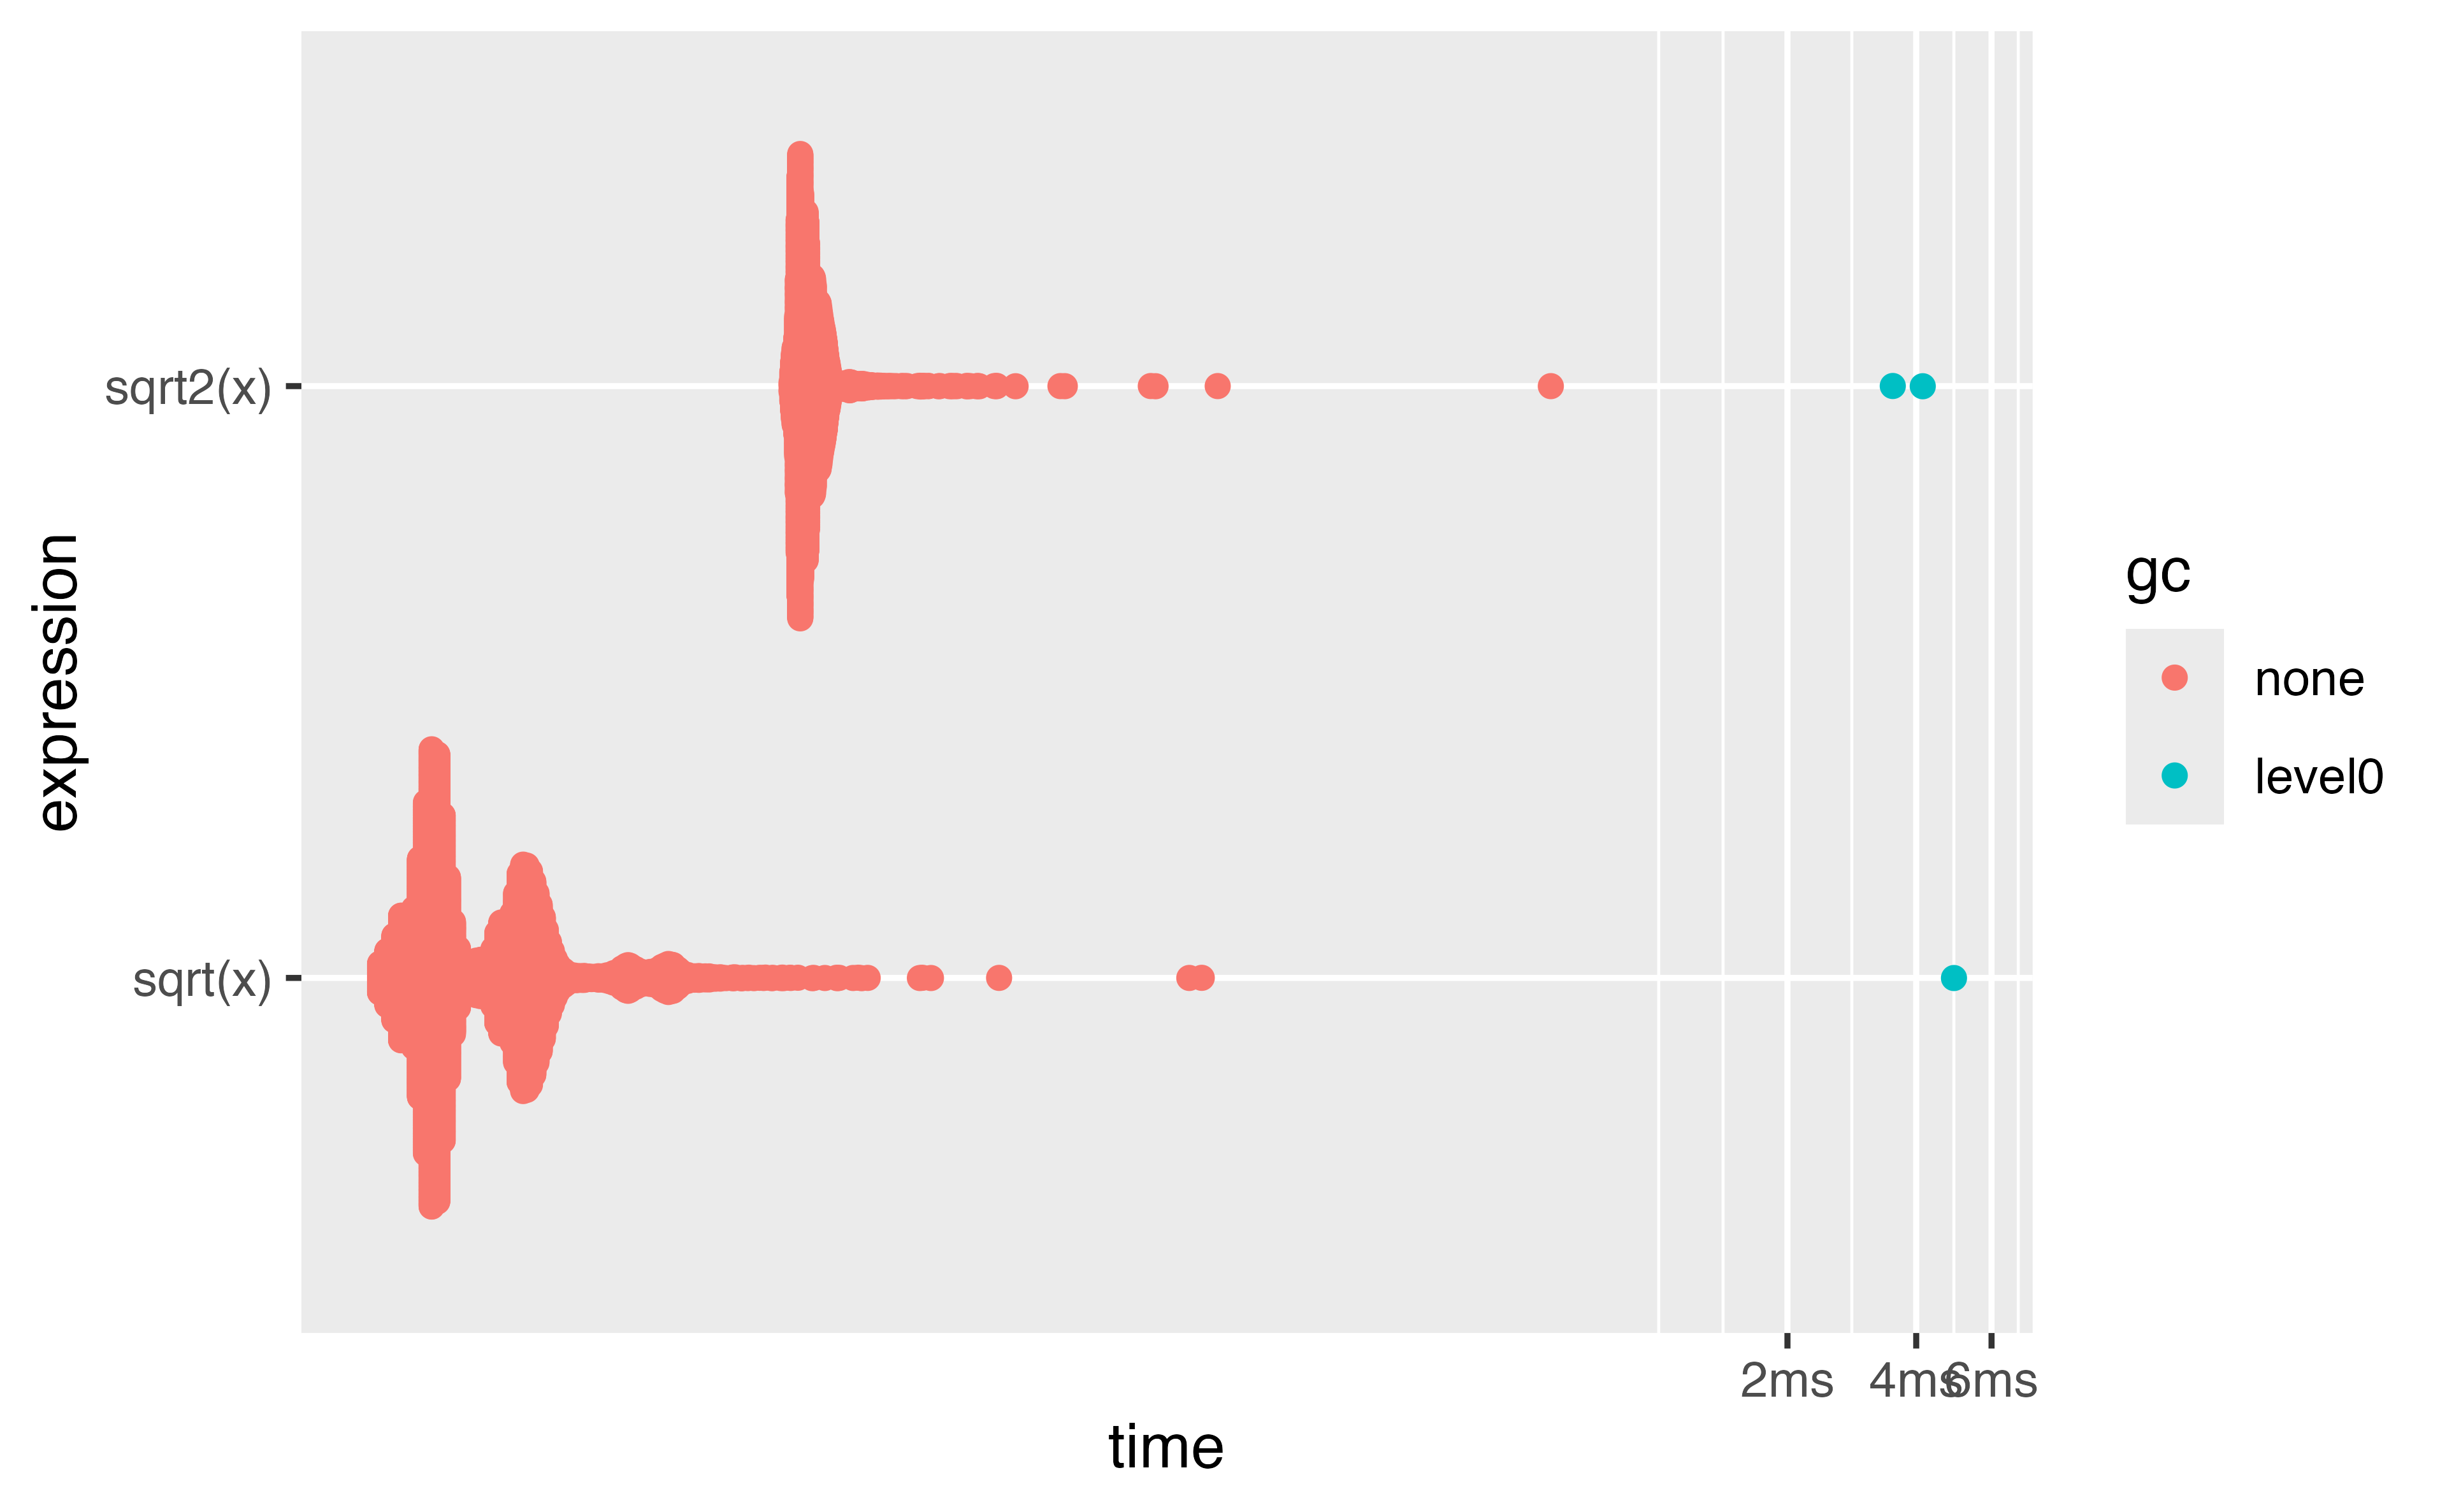 expression
sqrt2(x)
sqrt(x)
2ms 4ms 6ms
time
gc
none
level0